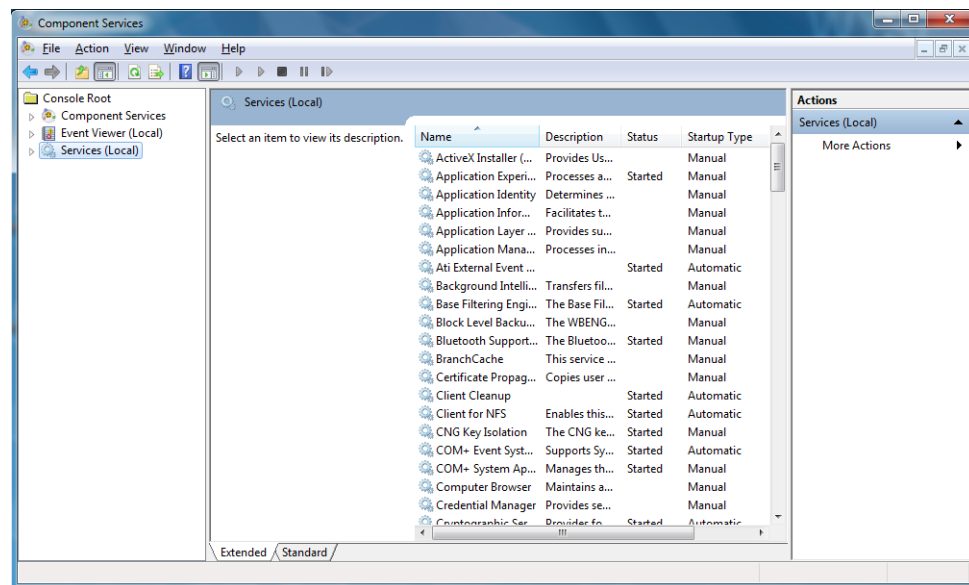 Component Services
File Action View Window Help
Console Root
Component Services
Event Viewer (Local)
Services (Local)
Services (Local)
Select an item to view its description.
Name Description Status Startup Type
ActiveX Installer (... Provides Us... Manual
Application Experi... Processes a... Started Manual
Application Identity Determines ... Manual
Application Infor... Facilitates t... Manual
Application Layer ... Provides su... Manual
Application Mana... Processes in... Manual
Ati External Event ... Started Automatic
Background Intelli... Transfers fil... Manual
Base Filtering Engi... The Base Fil... Started Automatic
Block Level Backu... The WBENG... Manual
Bluetooth Support... The Bluetoo... Started Manual
BranchCache This service ... Manual
Certificate Propag... Copies user ... Manual
Client Cleanup Started Automatic
Client for NFS Enables this... Started Automatic
CNG Key Isolation The CNG ke... Started Manual
COM+ Event Syst... Supports Sy... Started Automatic
COM+ System Ap... Manages th... Started Manual
Computer Browser Maintains a... Manual
Credential Manager Provides se... Manual
Cryptographic Ser... Provides fo... Started Automatic
Extended Standard
Actions
Services (Local)
More Actions